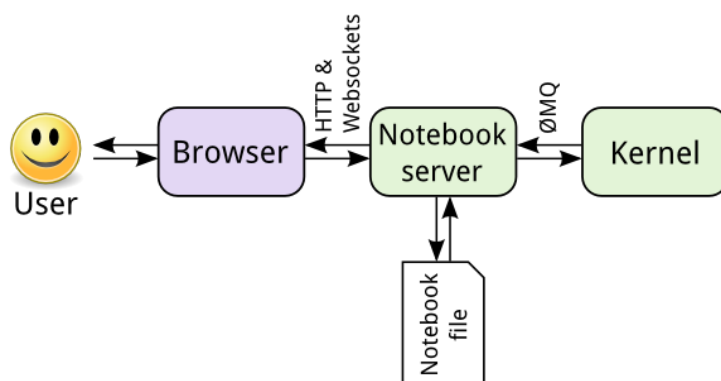 User
Browser
HTTP &
Websockets
Notebook
server
ØMQ
Kernel
Notebook
file